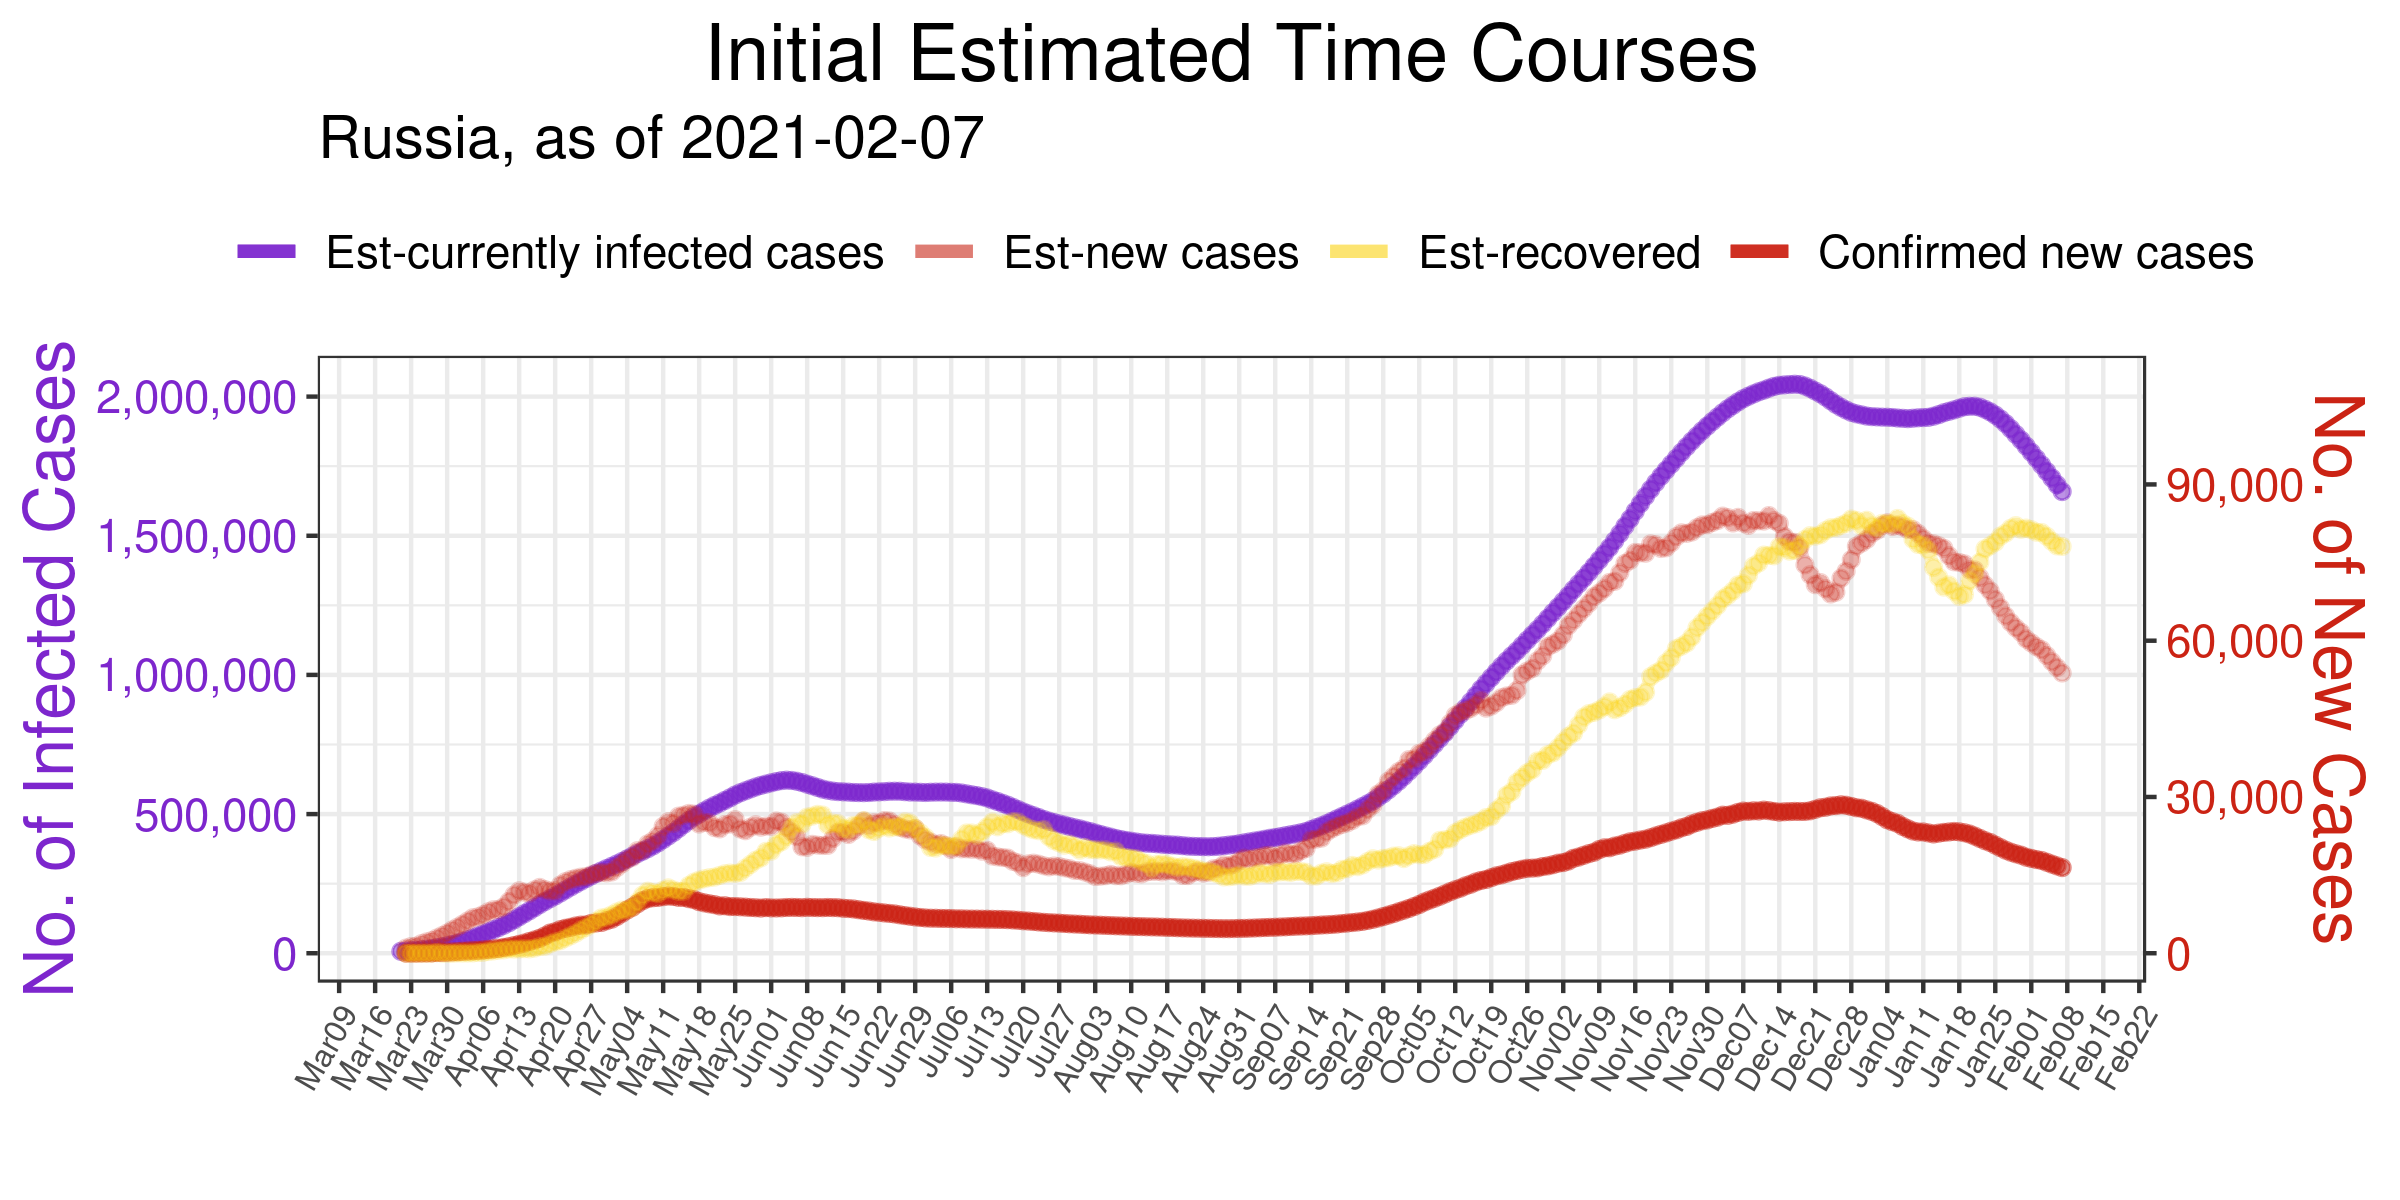 Initial Estimated Time Courses
Russia, as of 2021-02-07
Est-currently infected cases
Est-new cases
Est-recovered
Confirmed new cases
No. of Infected Cases
2,000,000
1,500,000
1,000,000
500,000
0
No. of New Cases
90,000
60,000
30,000
0
Mar09
Mar16
Mar23
Mar30
Apr06
Apr13
Apr20
Apr27
May04
May11
May18
May25
Jun01
Jun08
Jun15
Jun22
Jun29
Jul06
Jul13
Jul20
Jul27
Aug03
Aug10
Aug17
Aug24
Aug31
Sep07
Sep14
Sep21
Sep28
Oct05
Oct12
Oct19
Oct26
Nov02
Nov09
Nov16
Nov23
Nov30
Dec07
Dec14
Dec21
Dec28
Jan04
Jan11
Jan18
Jan25
Feb01
Feb08
Feb15
Feb22